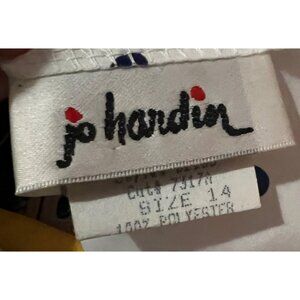 jo hardin
SIZE 14
100% POLYESTER